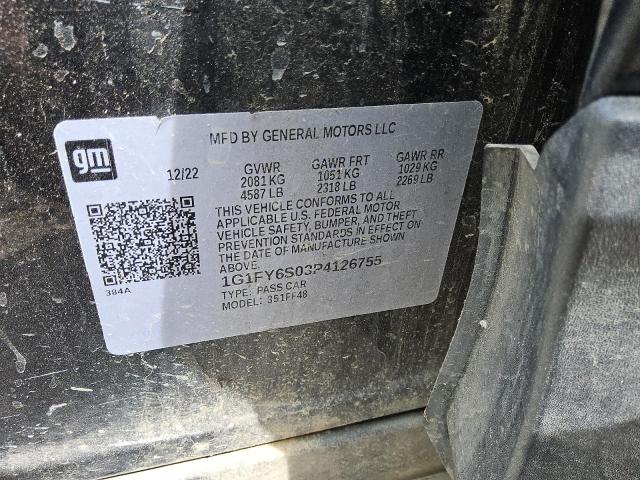 gm
MFD BY GENERAL MOTORS LLC
12/22
GVWR GAWR FRT GAWR RR
2081 KG 1051 KG 1029 KG
4587 LB 2318 LB 2269 LB
THIS VEHICLE CONFORMS TO ALL
APPLICABLE U.S. FEDERAL MOTOR
VEHICLE SAFETY, BUMPER, AND THEFT
PREVENTION STANDARDS IN EFFECT ON
THE DATE OF MANUFACTURE SHOWN
ABOVE.
1G1FY6S03P4126755
TYPE: PASS CAR
MODEL: 351FF48
384A